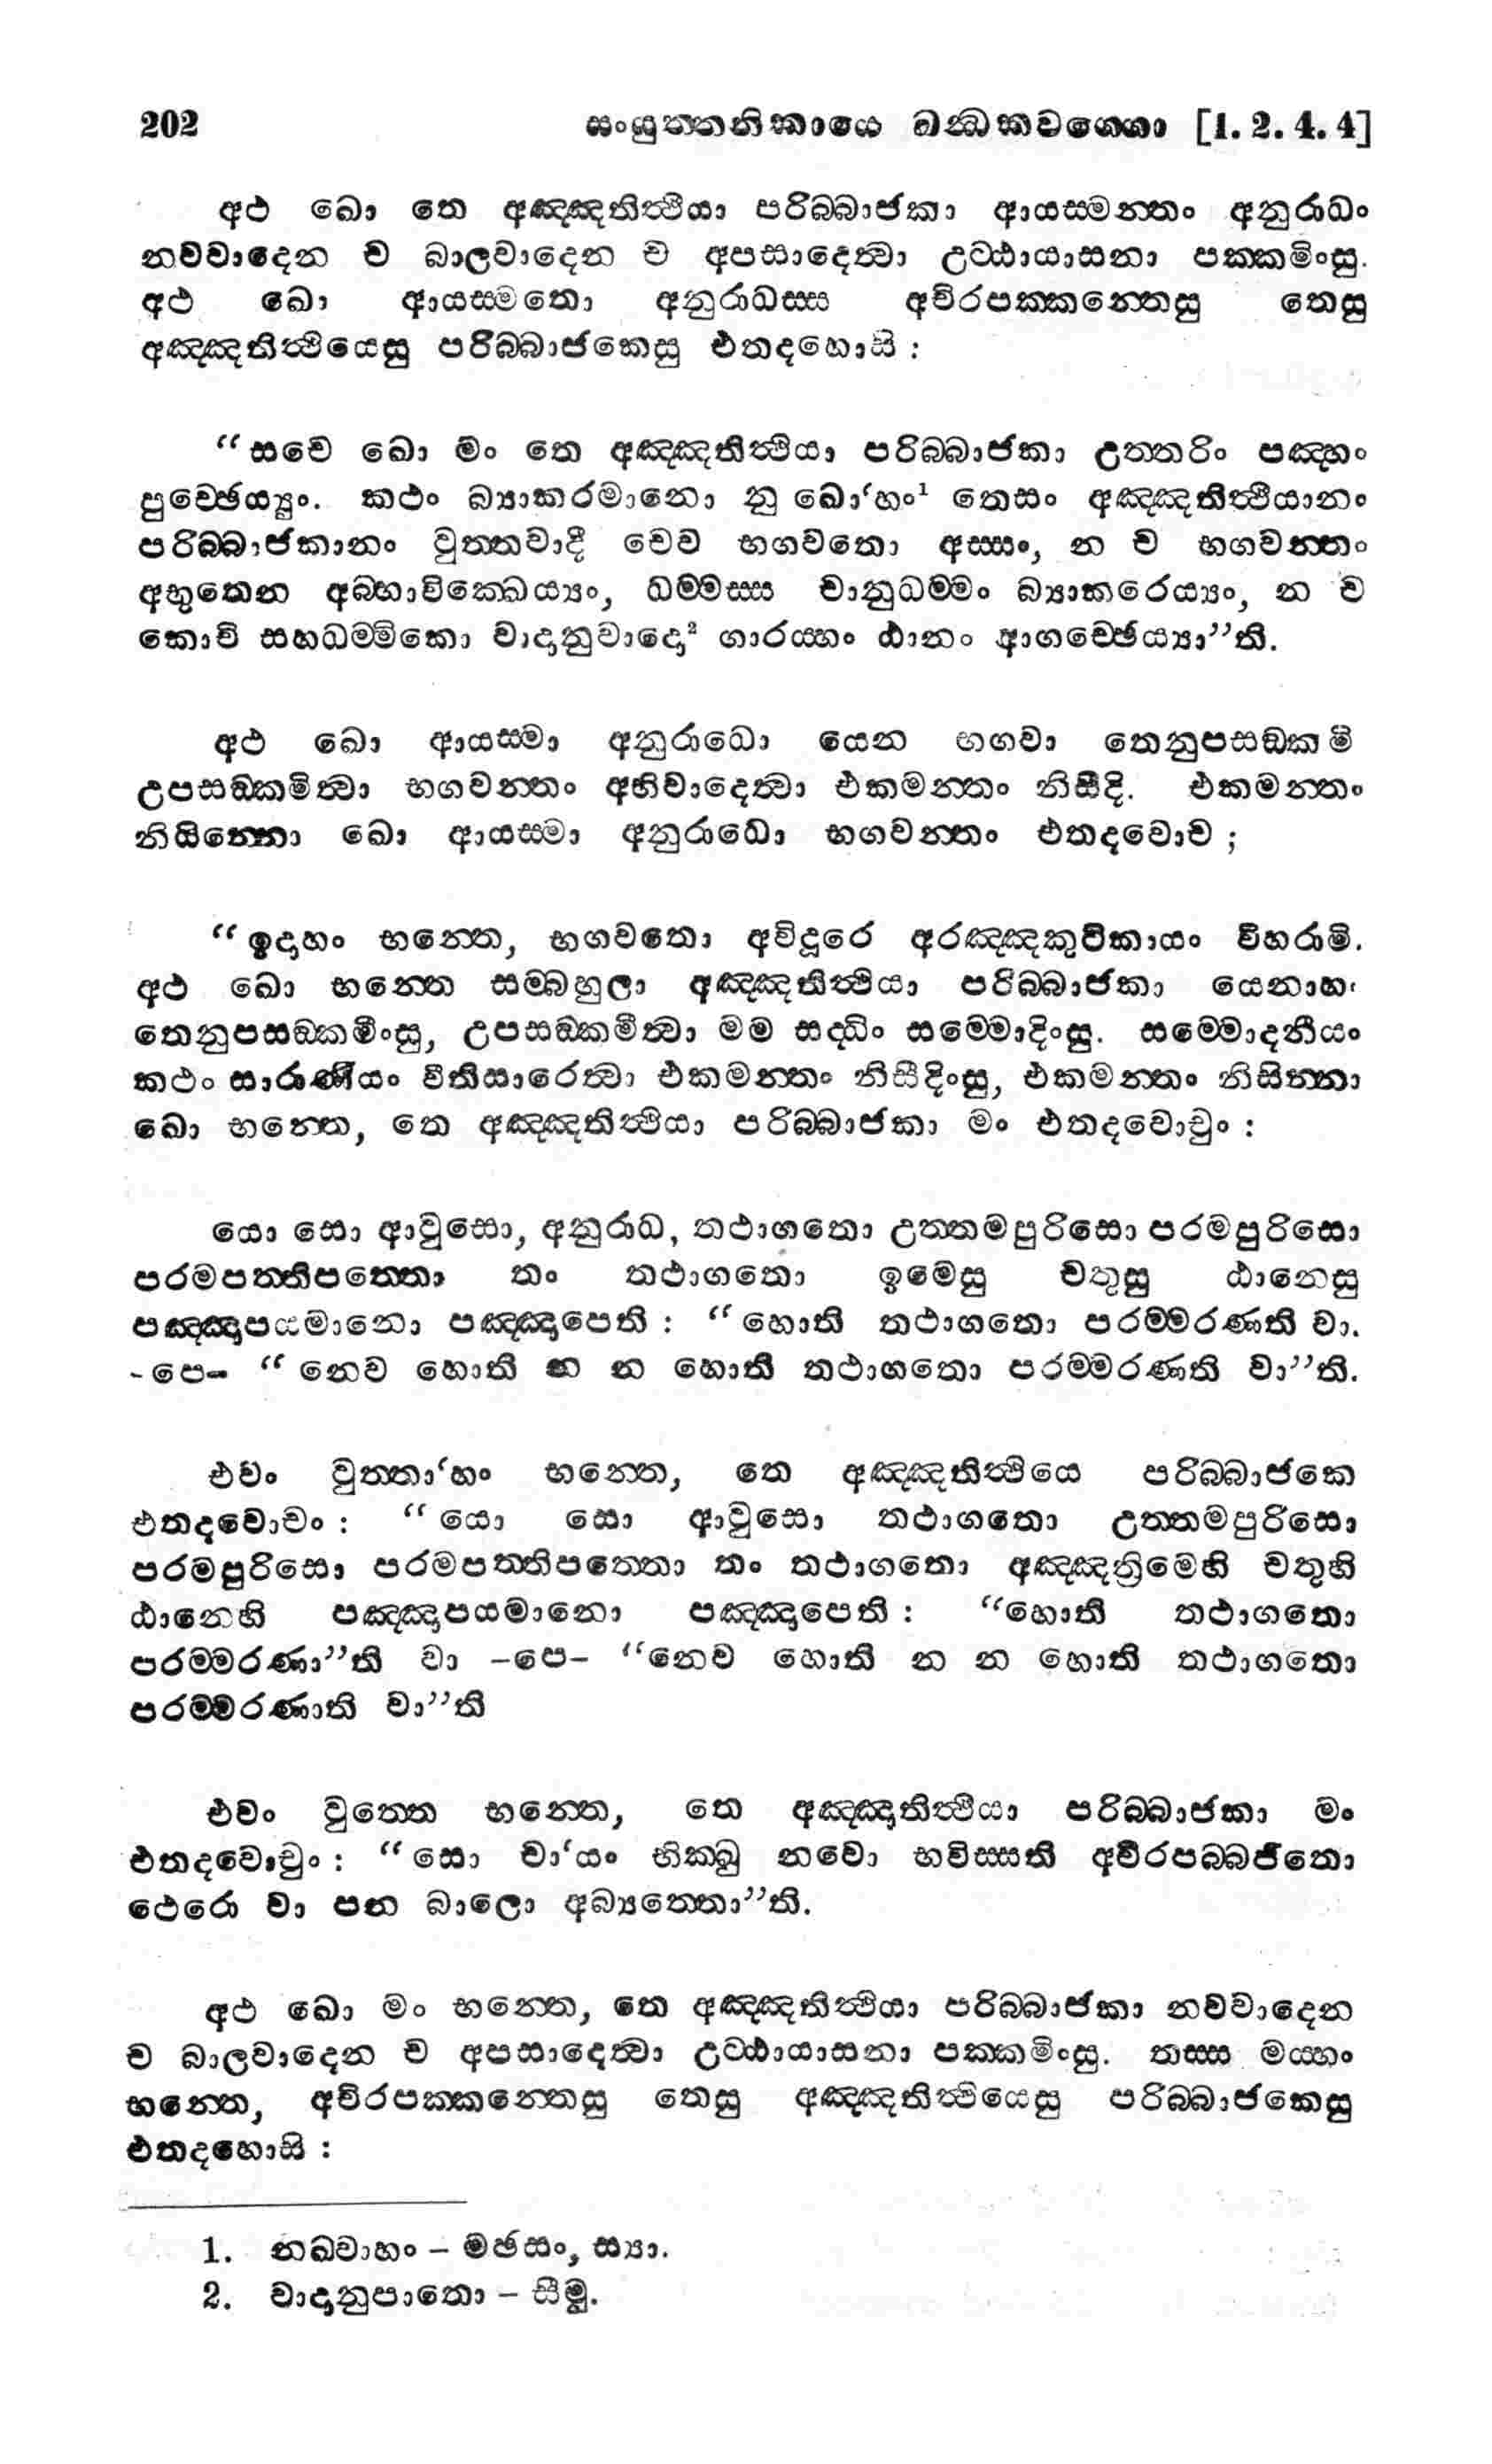 202 සංයුත්තනිකායෙ ඛන්ධකවග්ගො [1. 2. 4. 4]
අථ ඛො තෙ අඤ්ඤතිත්ථියා පරිබ්බාජකා ආයස්මන්තං අනුරාධං
නවවාදෙන ච බාලවාදෙන ච අපසාදෙත්වා උට්ඨායාසනා පක්කමිංසු.
අථ ඛො ආයස්මතො අනුරාධස්ස අචිරපක්කන්තෙසු තෙසු
අඤ්ඤතිත්ථියෙසු පරිබ්බාජකෙසු එතදහොසි :
“සචෙ ඛො මං තෙ අඤ්ඤතිත්ථියා පරිබ්බාජකා උත්තරිං පඤ්හං
පුච්ඡෙය්‍යුං. කථං බ්‍යාකරමානො නු ඛො‘හං¹ තෙසං අඤ්ඤතිත්ථියානං
පරිබ්බාජකානං වුත්තවාදී චෙව භගවතො අස්සං, න ච භගවන්තං
අභූතෙන අබ්භාචික්ඛෙය්‍යං, ධම්මස්ස චානුධම්මං බ්‍යාකරෙය්‍යං, න ච
කොචි සහධම්මිකො වාදානුවාදො² ගාරය්හං ඨානං ආගච්ඡෙය්‍යා”ති.
අථ ඛො ආයස්මා අනුරාධො යෙන භගවා තෙනුපසඞ්කමි
උපසඞ්කමිත්වා භගවන්තං අභිවාදෙත්වා එකමන්තං නිසීදි. එකමන්තං
නිසින්නො ඛො ආයස්මා අනුරාධො භගවන්තං එතදවොච ;
“ඉදාහං භන්තෙ, භගවතො අවිදූරෙ අරඤ්ඤකුටිකායං විහරාමි.
අථ ඛො භන්තෙ සම්බහුලා අඤ්ඤතිත්ථියා පරිබ්බාජකා යෙනාහං
තෙනුපසඞ්කමිංසු, උපසඞ්කමිත්වා මම සද්ධිං සම්මොදිංසු. සම්මොදනීයං
කථං සාරාණීයං වීතිසාරෙත්වා එකමන්තං නිසීදිංසු, එකමන්තං නිසින්නා
ඛො භන්තෙ, තෙ අඤ්ඤතිත්ථියා පරිබ්බාජකා මං එතදවොචුං :
යො සො ආවුසො, අනුරාධ, තථාගතො උත්තමපුරිසො පරමපුරිසො
පරමපත්තිපත්තො තං තථාගතො ඉමෙසු චතුසු ඨානෙසු
පඤ්ඤාපයමානො පඤ්ඤාපෙති : “හොති තථාගතො පරම්මරණති වා.
-පෙ- “නෙව හොති න න හොති තථාගතො පරම්මරණති වා”ති.
එවං වුත්තා‘හං භන්තෙ, තෙ අඤ්ඤතිත්ථියෙ පරිබ්බාජකෙ
එතදවොචං : “යො සො ආවුසො තථාගතො උත්තමපුරිසො
පරමපුරිසො පරමපත්තිපත්තො තං තථාගතො අඤ්ඤත්‍රිමෙහි චතුහි
ඨානෙහි පඤ්ඤාපයමානො පඤ්ඤාපෙති : “හොති තථාගතො
පරම්මරණා”ති වා –පෙ– “නෙව හොති න න හොති තථාගතො
පරම්මරණාති වා”ති
එවං වුත්තෙ භන්තෙ, තෙ අඤ්ඤාතිත්ථියා පරිබ්බාජකා මං
එතදවොචුං : “සො චා‘යං භික්ඛු නවො භවිස්සති අචිරපබ්බජිතො
ථෙරො වා පන බාලො අබ්‍යත්තො”ති.
අථ ඛො මං භන්තෙ, තෙ අඤ්ඤතිත්ථියා පරිබ්බාජකා නවවාදෙන
ච බාලවාදෙන ච අපසාදෙත්වා උට්ඨායාසනා පක්කමිංසු. තස්ස මය්හං
භන්තෙ, අචිරපක්කන්තෙසු තෙසු අඤ්ඤතිත්ථියෙසු පරිබ්බාජකෙසු
එතදහොසි :
1. නඛ්වාහං – මඡසං, ස්‍යා.
2. වාදානුපාතො – සීමු.